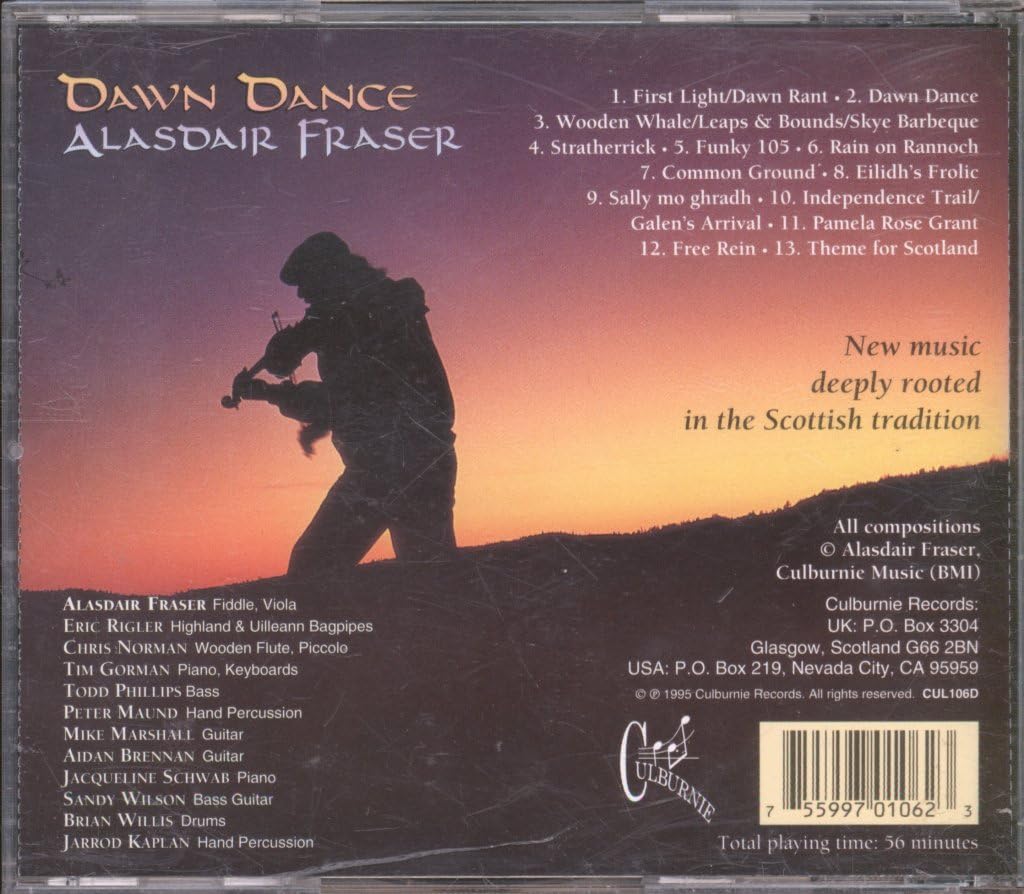 DAWN DANCE
ALASDAIR FRASER
1. First Light/Dawn Rant • 2. Dawn Dance
3. Wooden Whale/Leaps & Bounds/Skye Barbeque
4. Stratherrick • 5. Funky 105 • 6. Rain on Rannoch
7. Common Ground • 8. Eilidh's Frolic
9. Sally mo ghradh • 10. Independence Trail/
Galen's Arrival • 11. Pamela Rose Grant
12. Free Rein • 13. Theme for Scotland
New music
deeply rooted
in the Scottish tradition
All compositions
© Alasdair Fraser,
Culburnie Music (BMI)
Culburnie Records:
UK: P.O. Box 3304
Glasgow, Scotland G66 2BN
USA: P.O. Box 219, Nevada City, CA 95959
© ℗ 1995 Culburnie Records. All rights reserved. CUL106D
ALASDAIR FRASER Fiddle, Viola
ERIC RIGLER Highland & Uilleann Bagpipes
CHRIS NORMAN Wooden Flute, Piccolo
TIM GORMAN Piano, Keyboards
TODD PHILLIPS Bass
PETER MAUND Hand Percussion
MIKE MARSHALL Guitar
AIDAN BRENNAN Guitar
JACQUELINE SCHWAB Piano
SANDY WILSON Bass Guitar
BRIAN WILLIS Drums
JARROD KAPLAN Hand Percussion
CULBURNIE
7 55997 01062 3
Total playing time: 56 minutes